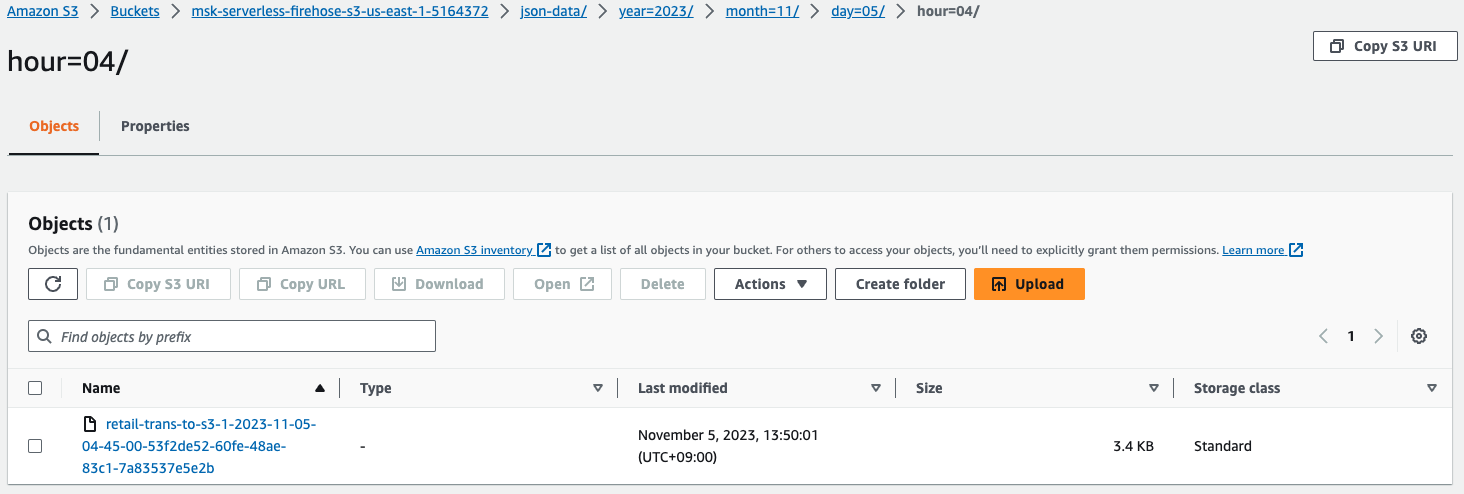 Amazon S3 > Buckets > msk-serverless-firehose-s3-us-east-1-5164372 > json-data/ > year=2023/ > month=11/ > day=05/ > hour=04/
hour=04/
Copy S3 URI
Objects
Properties
Objects (1)
Objects are the fundamental entities stored in Amazon S3. You can use Amazon S3 inventory to get a list of all objects in your bucket. For others to access your objects, you'll need to explicitly grant them permissions. Learn more
Copy S3 URI Copy URL Download Open Delete Actions Create folder Upload
Find objects by prefix
1
Name Type Last modified Size Storage class
retail-trans-to-s3-1-2023-11-05-
04-45-00-53f2de52-60fe-48ae-
83c1-7a83537e5e2b
-
November 5, 2023, 13:50:01
(UTC+09:00)
3.4 KB
Standard